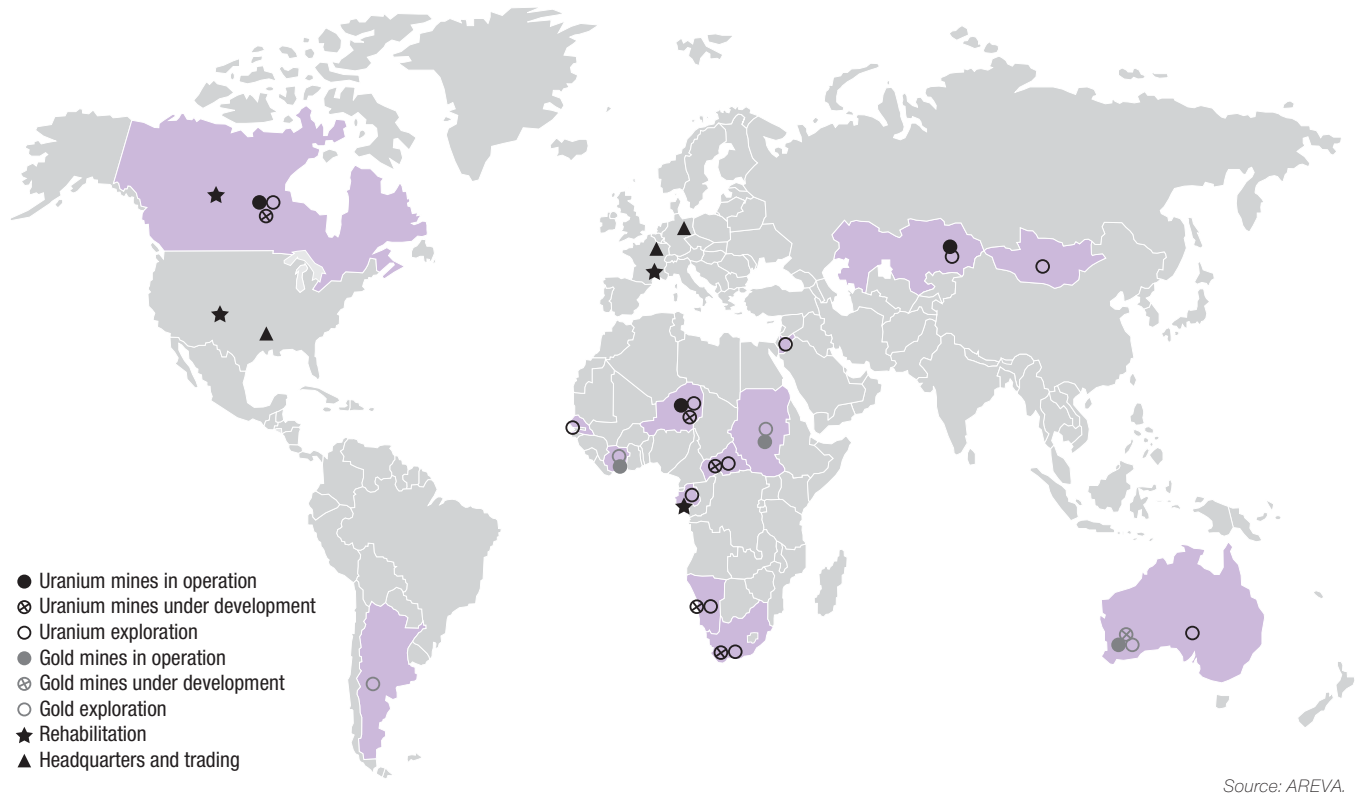 Uranium mines in operation
Uranium mines under development
Uranium exploration
Gold mines in operation
Gold mines under development
Gold exploration
Rehabilitation
Headquarters and trading
Source: AREVA.